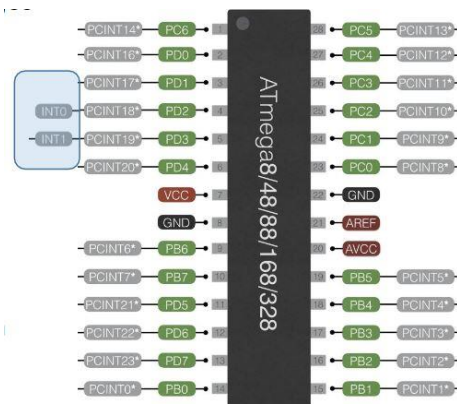 PCINT14* PC6 1 28 PC5 PCINT13*
PCINT16* PD0 2 27 PC4 PCINT12*
PCINT17* PD1 3 26 PC3 PCINT11*
INT0 PCINT18* PD2 4 25 PC2 PCINT10*
INT1 PCINT19* PD3 5 24 PC1 PCINT9*
PCINT20* PD4 6 23 PC0 PCINT8*
VCC 7 22 GND
GND 8 21 AREF
PCINT6* PB6 9 20 AVCC
PCINT7* PB7 10 19 PB5 PCINT5*
PCINT21* PD5 11 18 PB4 PCINT4*
PCINT22* PD6 12 17 PB3 PCINT3*
PCINT23* PD7 13 16 PB2 PCINT2*
PCINT0* PB0 14 15 PB1 PCINT1*
ATmega8/48/88/168/328